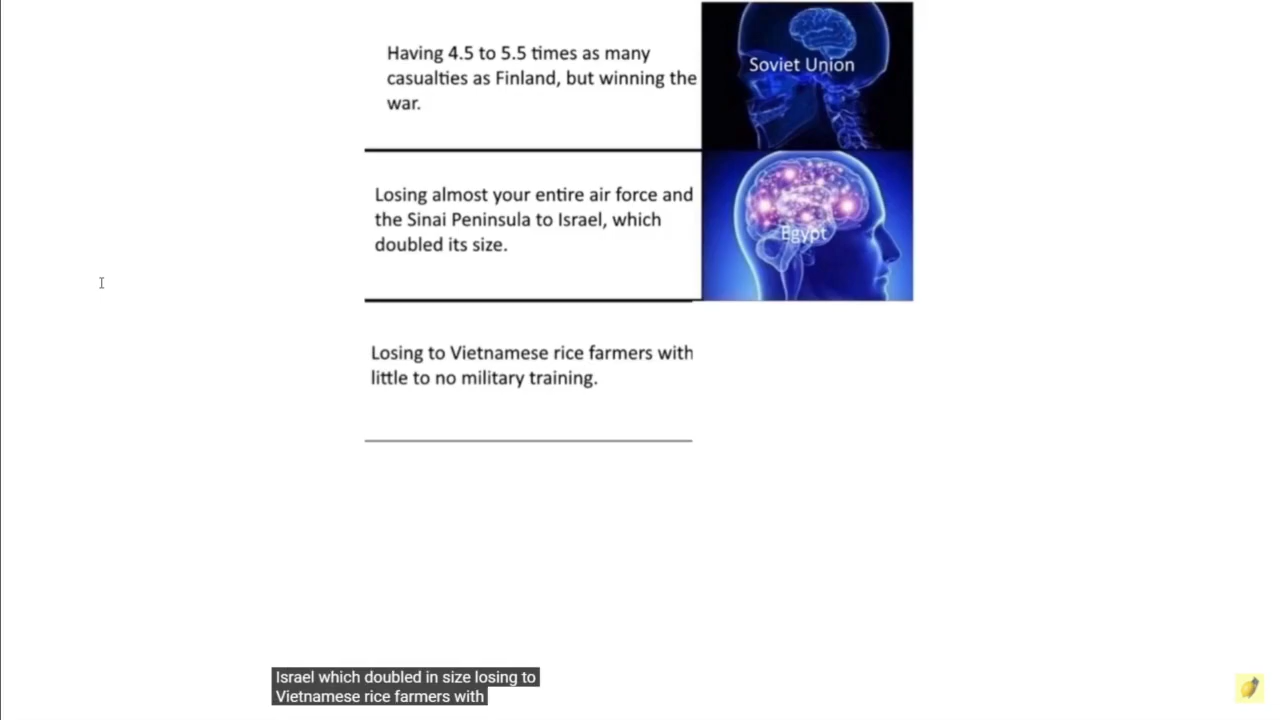 Having 4.5 to 5.5 times as many
casualties as Finland, but winning the
war.
Soviet Union
Losing almost your entire air force and
the Sinai Peninsula to Israel, which
doubled its size.
Egypt
Losing to Vietnamese rice farmers with
little to no military training.
Israel which doubled in size losing to
Vietnamese rice farmers with